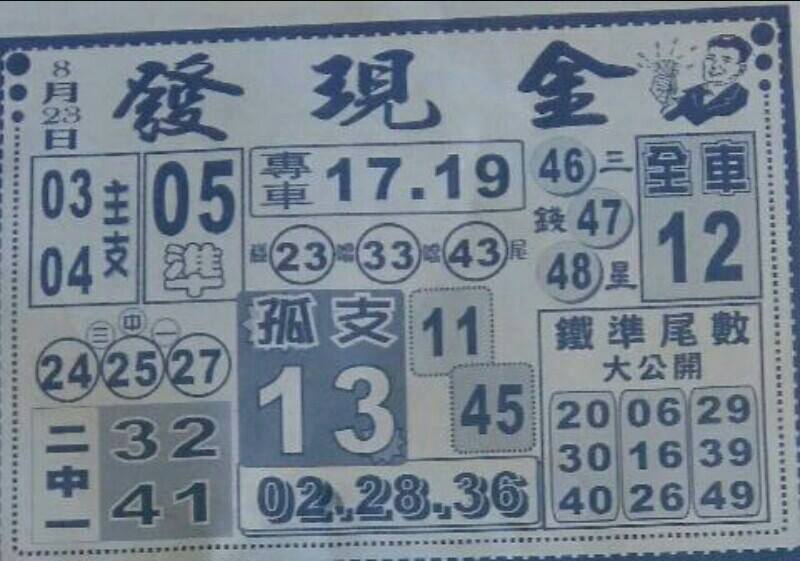 8月23日
發現金
03
04
主支
05
準
專車
17.19
23
33
43
尾
46
47
48
三
錢
星
全車
12
三中一
24 25 27
孤支
13
11
45
鐵準尾數
大公開
20 06 29
30 16 39
40 26 49
二中一
32
41
02.28.36